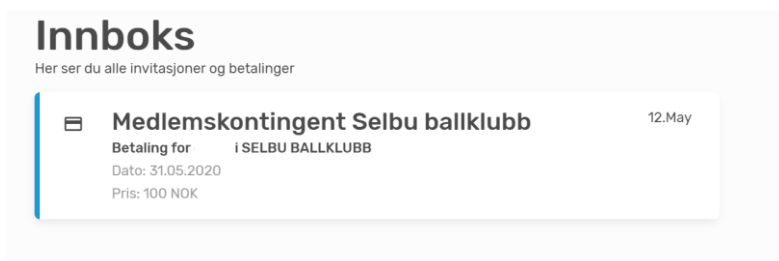 Innboks
Her ser du alle invitasjoner og betalinger
Medlemskontingent Selbu ballklubb
12.May
Betaling for i SELBU BALLKLUBB
Dato: 31.05.2020
Pris: 100 NOK